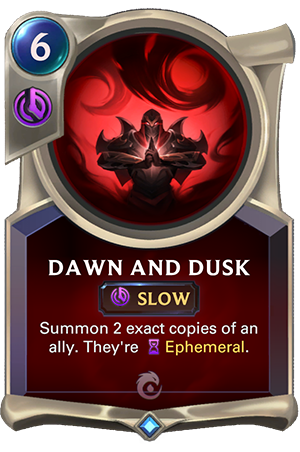 6
DAWN AND DUSK
SLOW
Summon 2 exact copies of an
ally. They're Ephemeral.